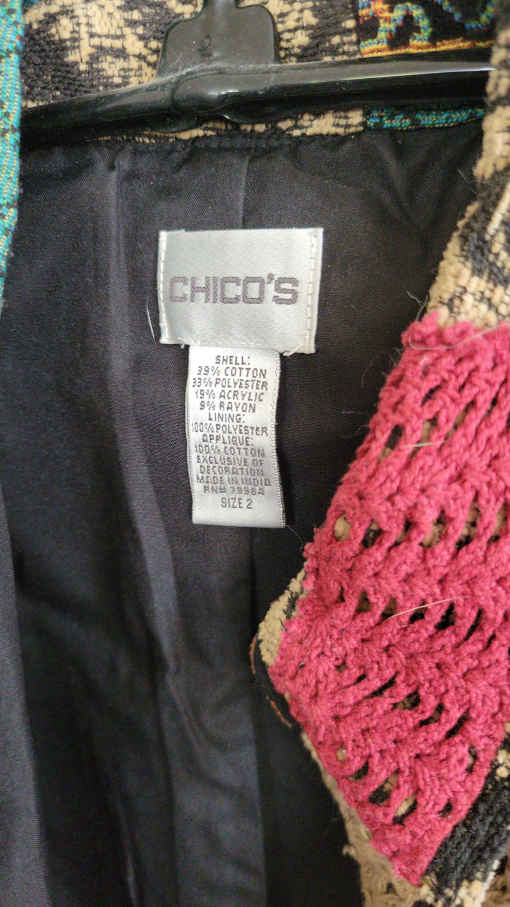 CHICO'S
SHELL:
39% COTTON
33% POLYESTER
19% ACRYLIC
9% RAYON
LINING:
100% POLYESTER
APPLIQUE:
100% COTTON
EXCLUSIVE OF
DECORATION
MADE IN INDIA
RN# 79984
SIZE 2